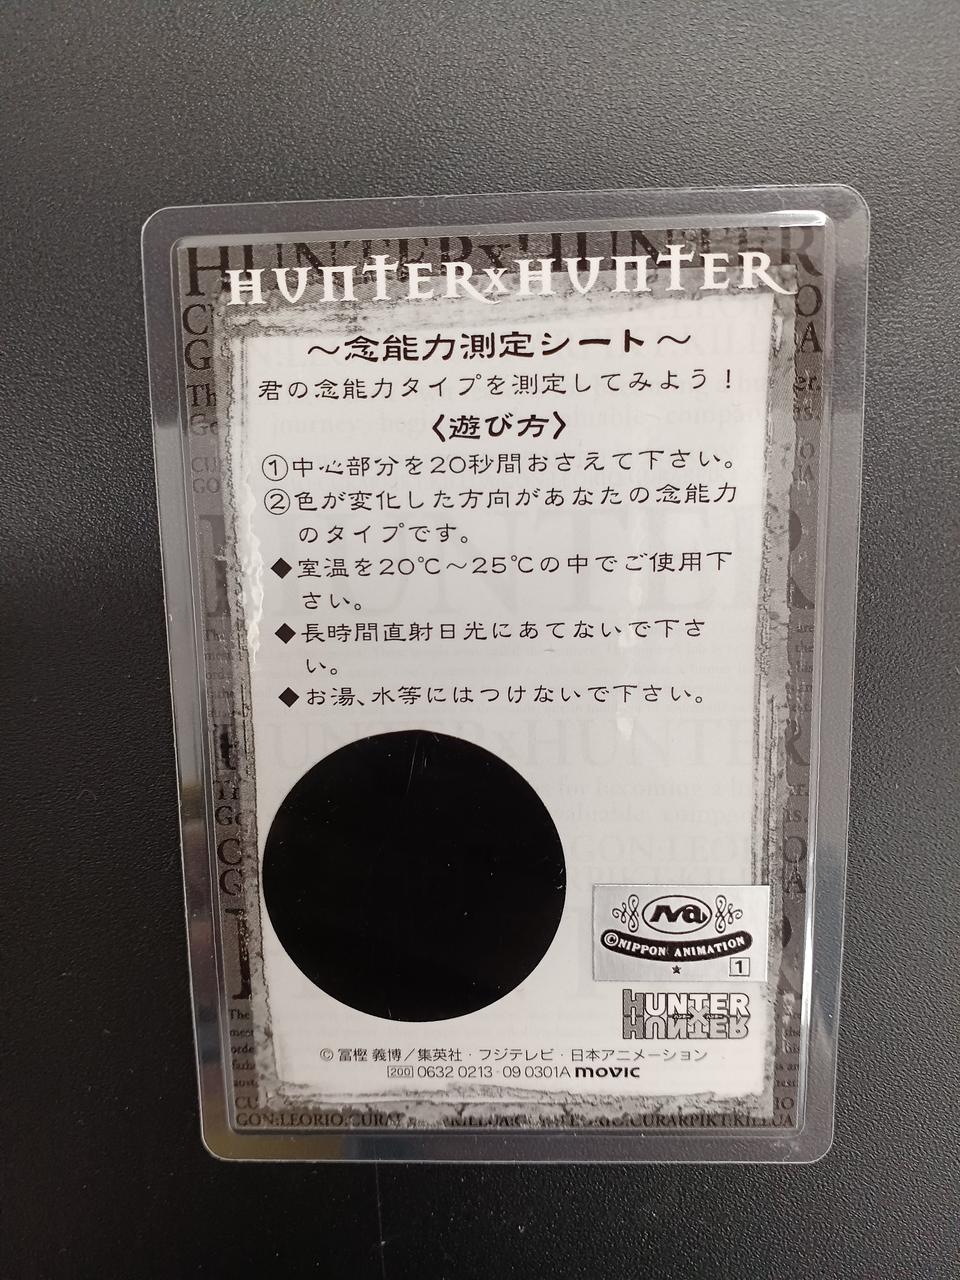 HUNTER×HUNTER
～念能力測定シート～
君の念能力タイプを測定してみよう！
〈遊び方〉
①中心部分を20秒間おさえて下さい。
②色が変化した方向があなたの念能力
のタイプです。
◆室温を20℃～25℃の中でご使用下
さい。
◆長時間直射日光にあてないで下さ
い。
◆お湯、水等にはつけないで下さい。
na
©NIPPON ANIMATION
★ 1
HUNTER
×
HUNTER
© 冨樫 義博／集英社・フジテレビ・日本アニメーション
200 0632 0213-09 0301A movic
GON:LEORIO:CURARPIKT:KILLUA